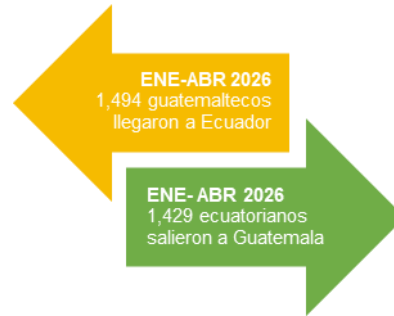 ENE-ABR 2026
1,494 guatemaltecos
llegaron a Ecuador
ENE- ABR 2026
1,429 ecuatorianos
salieron a Guatemala